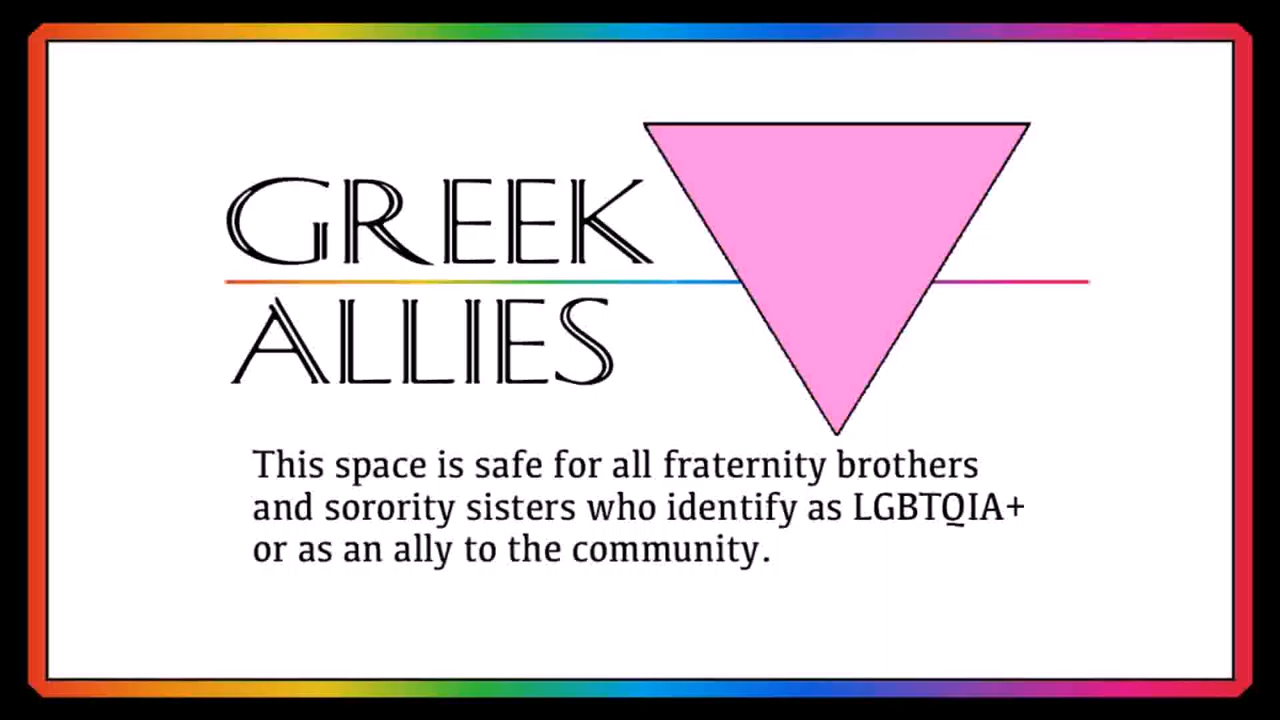 GREEK
ALLIES
This space is safe for all fraternity brothers
and sorority sisters who identify as LGBTQIA+
or as an ally to the community.